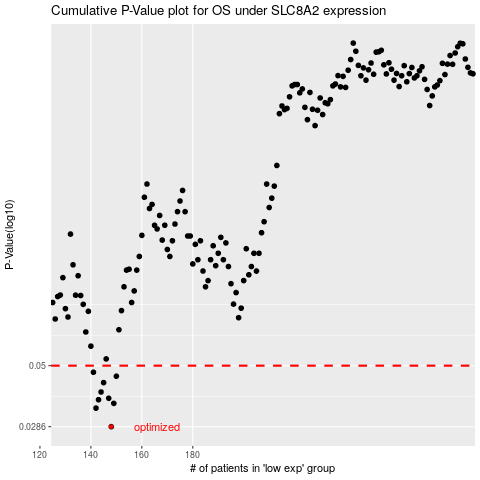 Cumulative P-Value plot for OS under SLC8A2 expression
P-Value(log10)
0.05
0.0286
optimized
120 140 160 180
# of patients in 'low exp' group